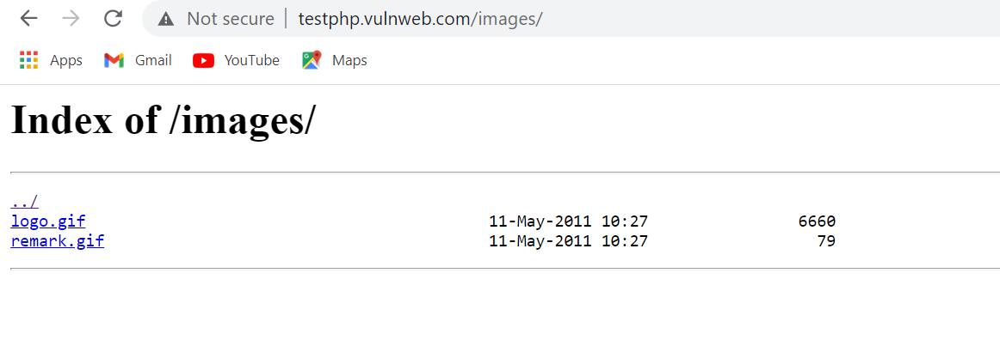 Not secure | testphp.vulnweb.com/images/
Apps Gmail YouTube Maps
Index of /images/
../
logo.gif 11-May-2011 10:27 6660
remark.gif 11-May-2011 10:27 79